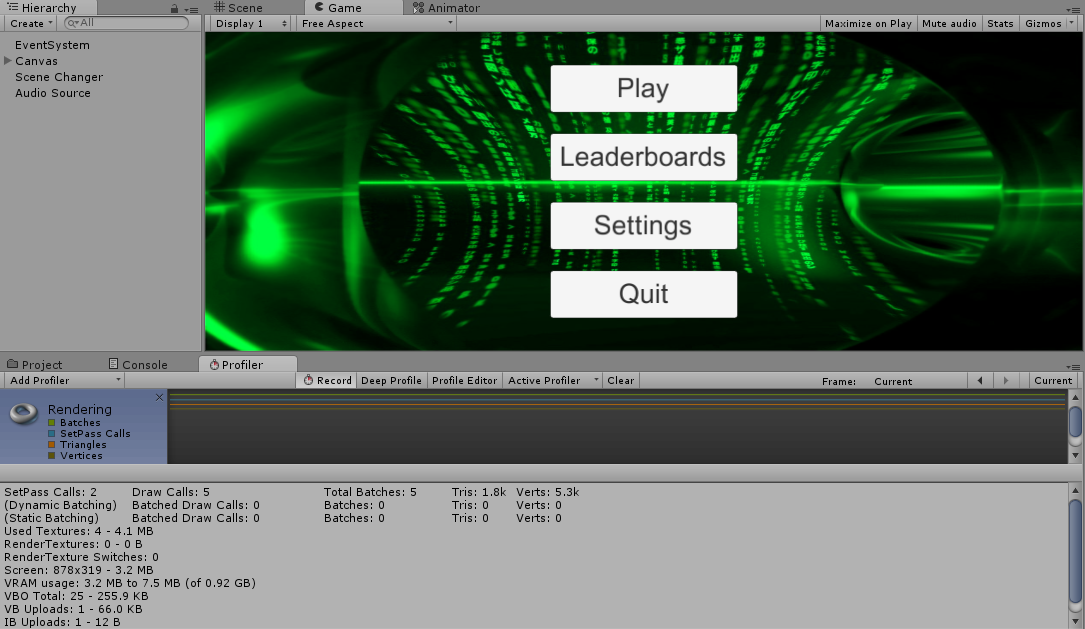 Hierarchy
Create
All
EventSystem
Canvas
Scene Changer
Audio Source
Scene Game Animator
Display 1 Free Aspect Maximize on Play Mute audio Stats Gizmos
Play
Leaderboards
Settings
Quit
Project Console Profiler
Add Profiler Record Deep Profile Profile Editor Active Profiler Clear Frame: Current Current
Rendering
Batches
SetPass Calls
Triangles
Vertices
SetPass Calls: 2 Draw Calls: 5 Total Batches: 5 Tris: 1.8k Verts: 5.3k
(Dynamic Batching) Batched Draw Calls: 0 Batches: 0 Tris: 0 Verts: 0
(Static Batching) Batched Draw Calls: 0 Batches: 0 Tris: 0 Verts: 0
Used Textures: 4 - 4.1 MB
RenderTextures: 0 - 0 B
RenderTexture Switches: 0
Screen: 878x319 - 3.2 MB
VRAM usage: 3.2 MB to 7.5 MB (of 0.92 GB)
VBO Total: 25 - 255.9 KB
VB Uploads: 1 - 66.0 KB
IB Uploads: 1 - 12 B